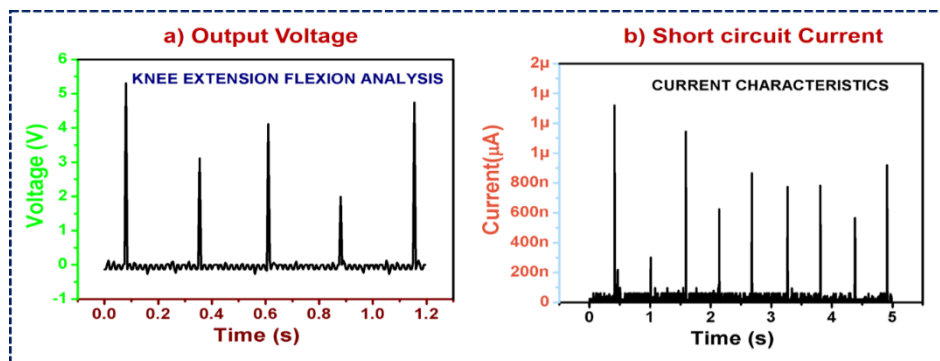 a) Output Voltage
KNEE EXTENSION FLEXION ANALYSIS
Voltage (V)
6
5
4
3
2
1
0
-1
0.0 0.2 0.4 0.6 0.8 1.0 1.2
Time (s)
b) Short circuit Current
CURRENT CHARACTERISTICS
Current(µA)
2µ
1µ
1µ
1µ
800n
600n
400n
200n
0
0 1 2 3 4 5
Time (s)